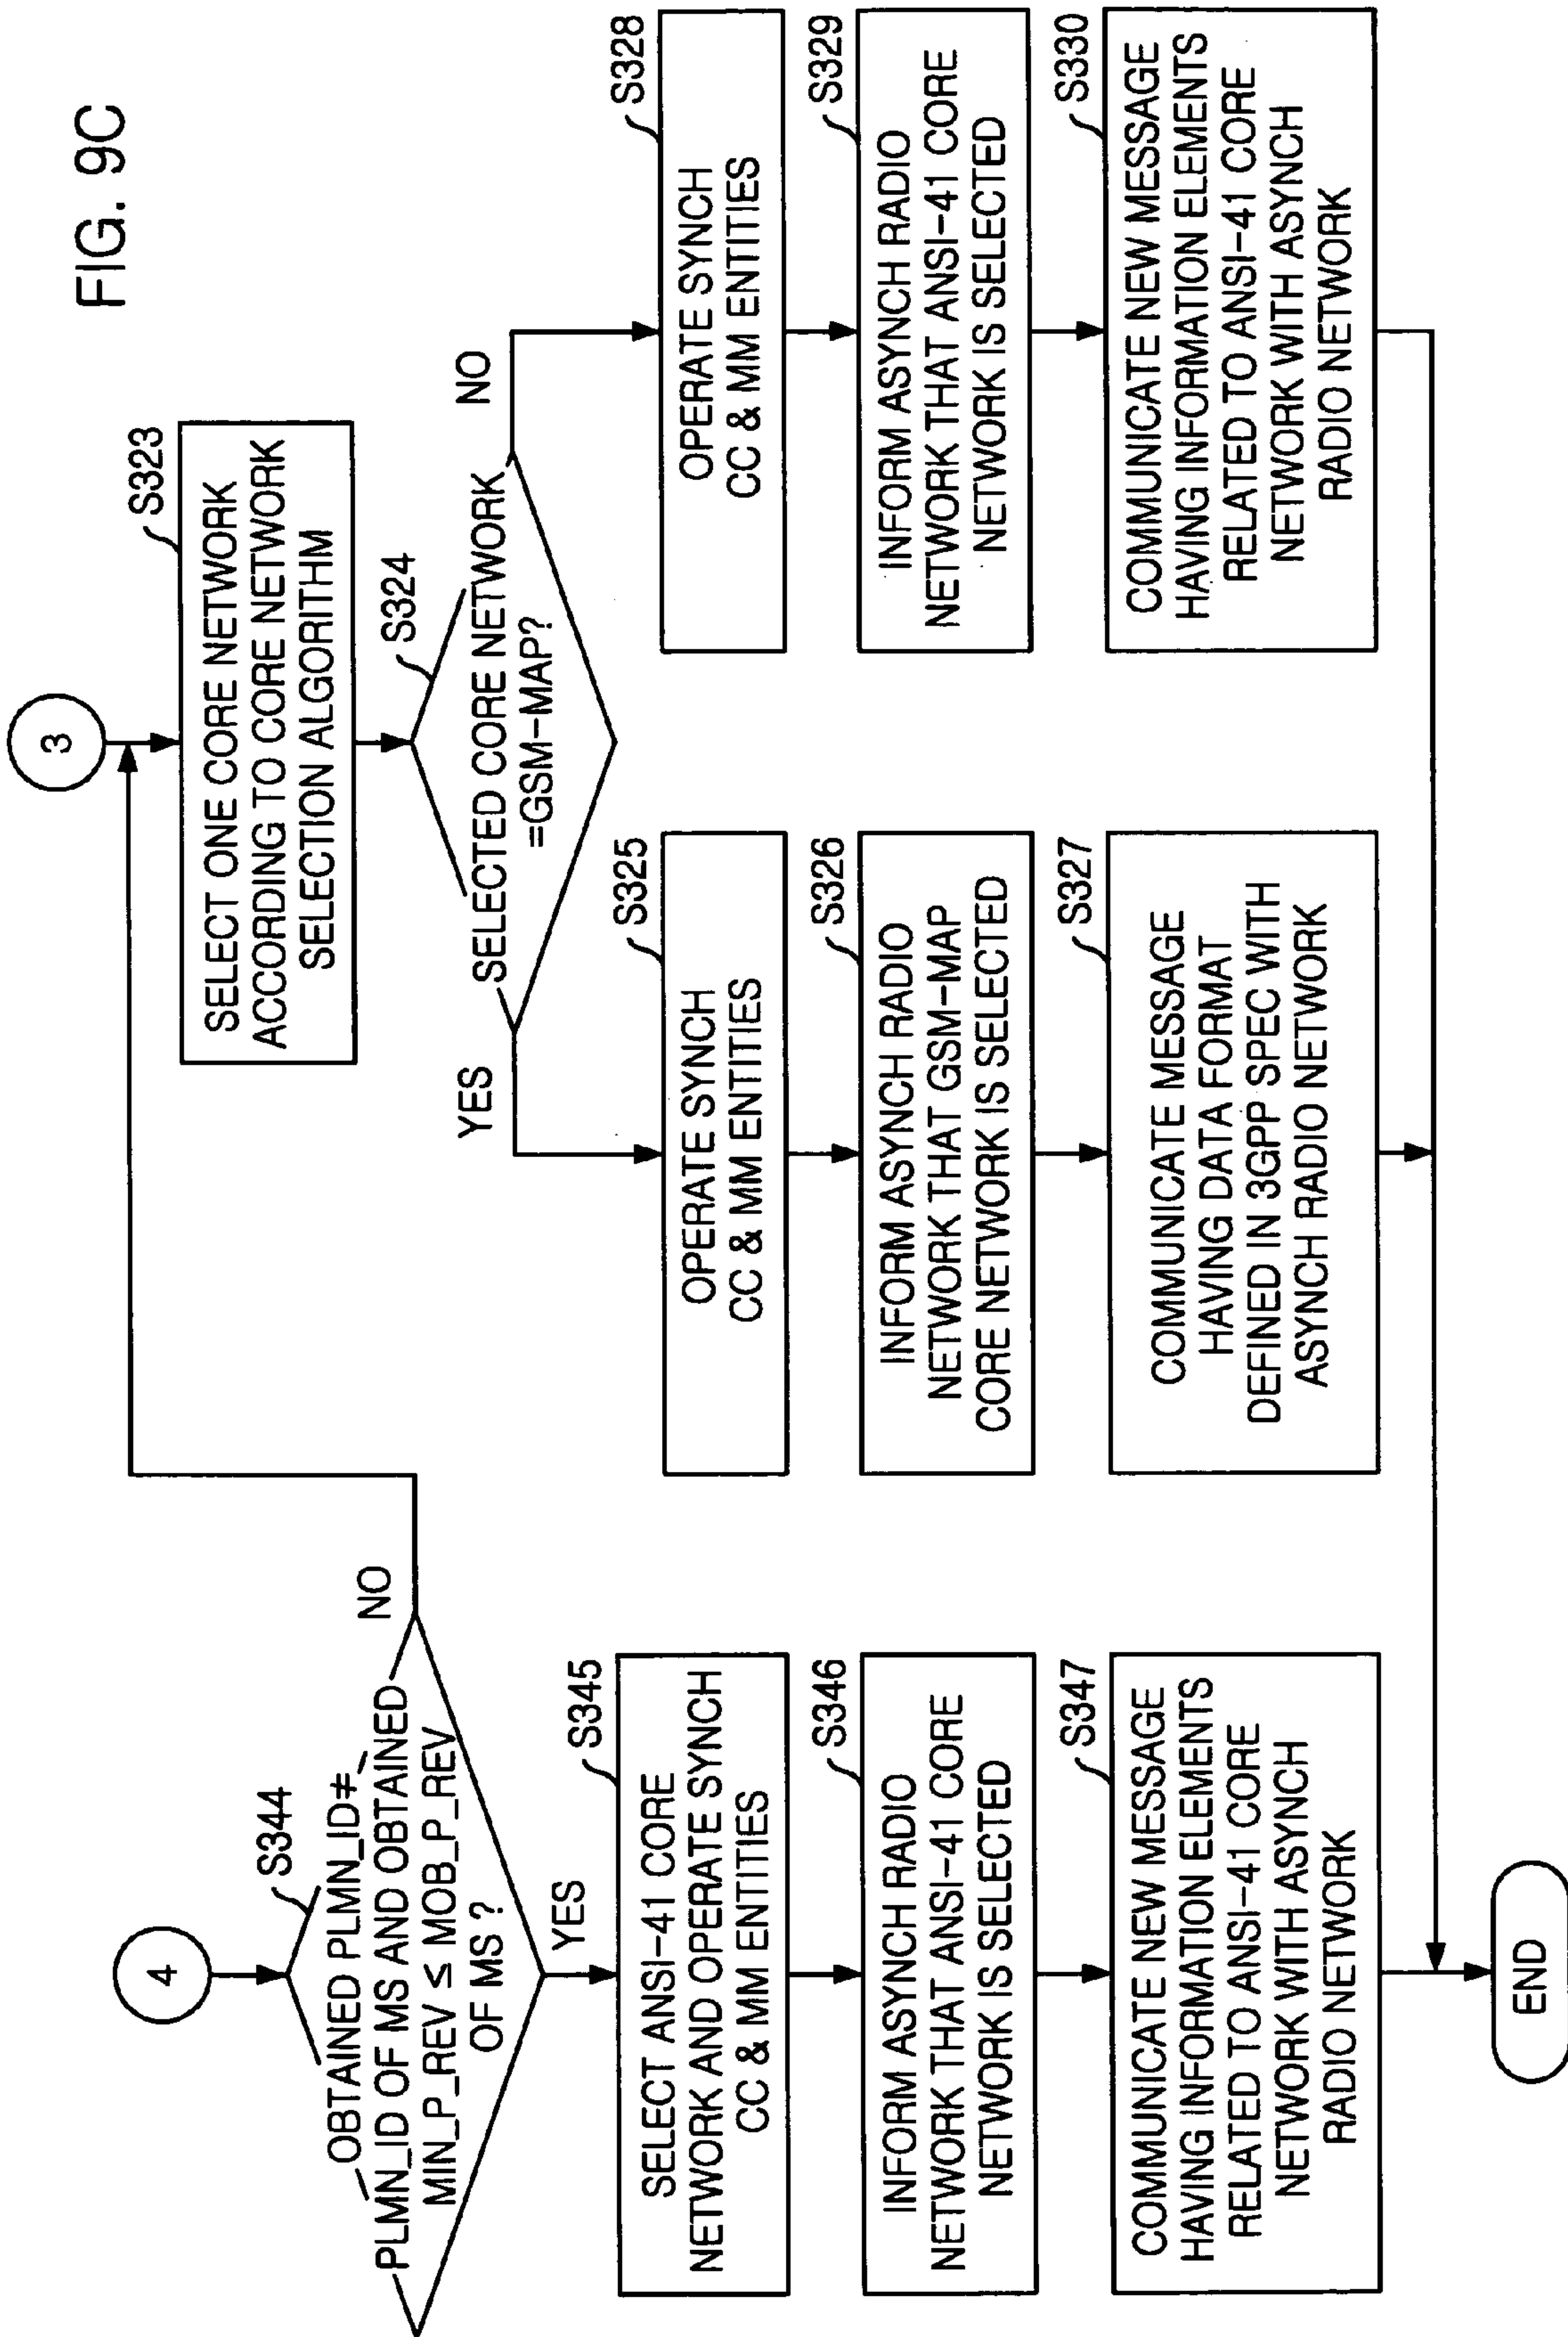 FIG. 9C
4
S344
OBTAINED PLMN_ID≠
PLMN_ID OF MS AND OBTAINED
MIN_P_REV ≤ MOB_P_REV
OF MS ?
NO
YES
S345
SELECT ANSI-41 CORE
NETWORK AND OPERATE SYNCH
CC & MM ENTITIES
S346
INFORM ASYNCH RADIO
NETWORK THAT ANSI-41 CORE
NETWORK IS SELECTED
S347
COMMUNICATE NEW MESSAGE
HAVING INFORMATION ELEMENTS
RELATED TO ANSI-41 CORE
NETWORK WITH ASYNCH
RADIO NETWORK
END
3
S323
SELECT ONE CORE NETWORK
ACCORDING TO CORE NETWORK
SELECTION ALGORITHM
S324
SELECTED CORE NETWORK
=GSM-MAP?
YES
NO
S325
OPERATE SYNCH
CC & MM ENTITIES
S326
INFORM ASYNCH RADIO
NETWORK THAT GSM-MAP
CORE NETWORK IS SELECTED
S327
COMMUNICATE MESSAGE
HAVING DATA FORMAT
DEFINED IN 3GPP SPEC WITH
ASYNCH RADIO NETWORK
S328
OPERATE SYNCH
CC & MM ENTITIES
S329
INFORM ASYNCH RADIO
NETWORK THAT ANSI-41 CORE
NETWORK IS SELECTED
S330
COMMUNICATE NEW MESSAGE
HAVING INFORMATION ELEMENTS
RELATED TO ANSI-41 CORE
NETWORK WITH ASYNCH
RADIO NETWORK